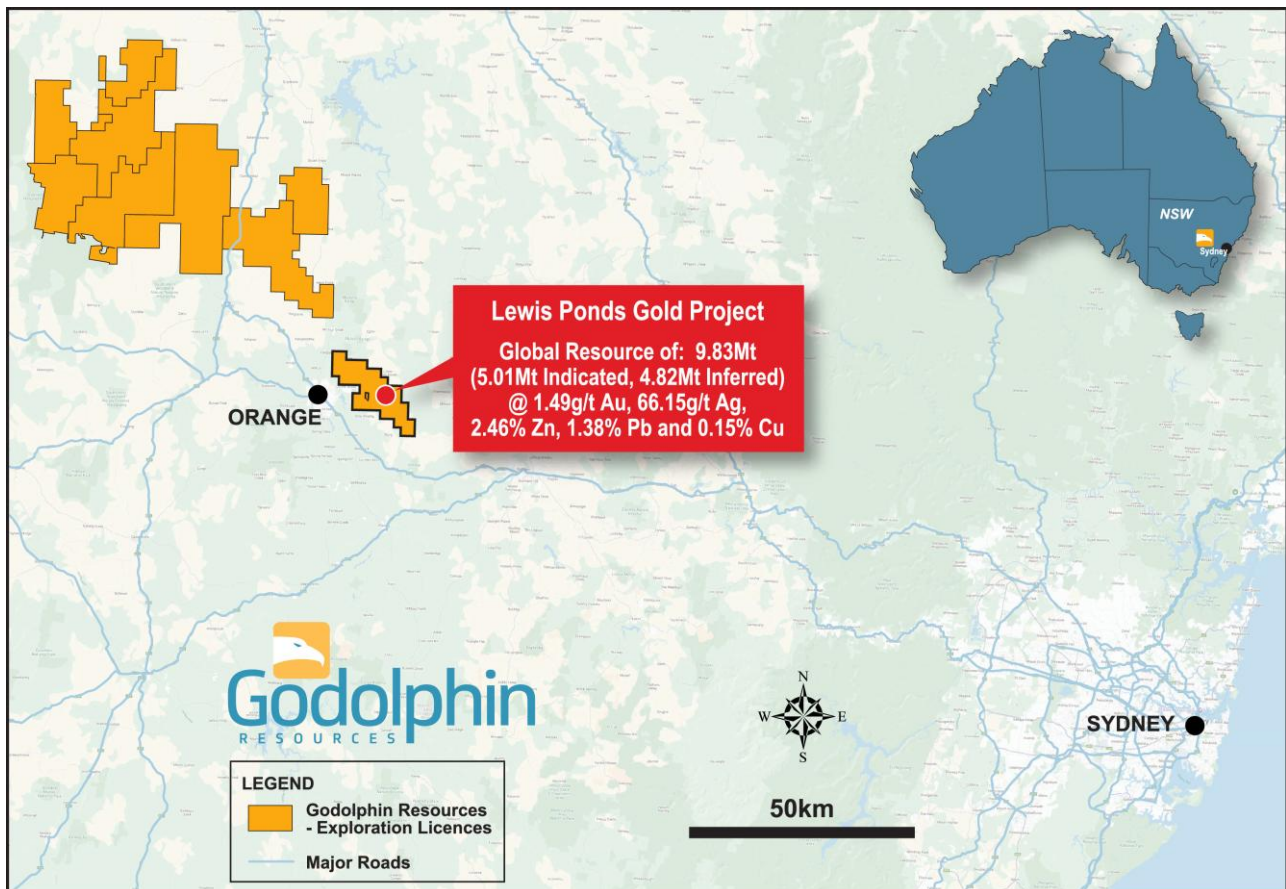 NSW
Sydney
Lewis Ponds Gold Project
Global Resource of: 9.83Mt
(5.01Mt Indicated, 4.82Mt Inferred)
@ 1.49g/t Au, 66.15g/t Ag,
2.46% Zn, 1.38% Pb and 0.15% Cu
ORANGE
Godolphin
RESOURCES
N
W E
S
SYDNEY
LEGEND
Godolphin Resources
- Exploration Licences
Major Roads
50km